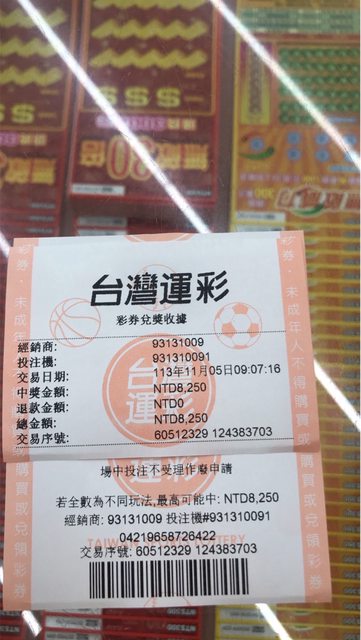 台灣運彩
彩券兌獎收據
經銷商: 93131009
投注機: 931310091
交易日期: 113年11月05日09:07:16
中獎金額: NTD8,250
退款金額: NTD0
總金額: NTD8,250
交易序號: 60512329 124383703
場中投注不受理作廢申請
若全數為不同玩法,最高可能中: NTD8,250
經銷商: 93131009 投注機#931310091
04219658726422
交易序號: 60512329 124383703
彩券．未成年人不得購買或兌領彩券